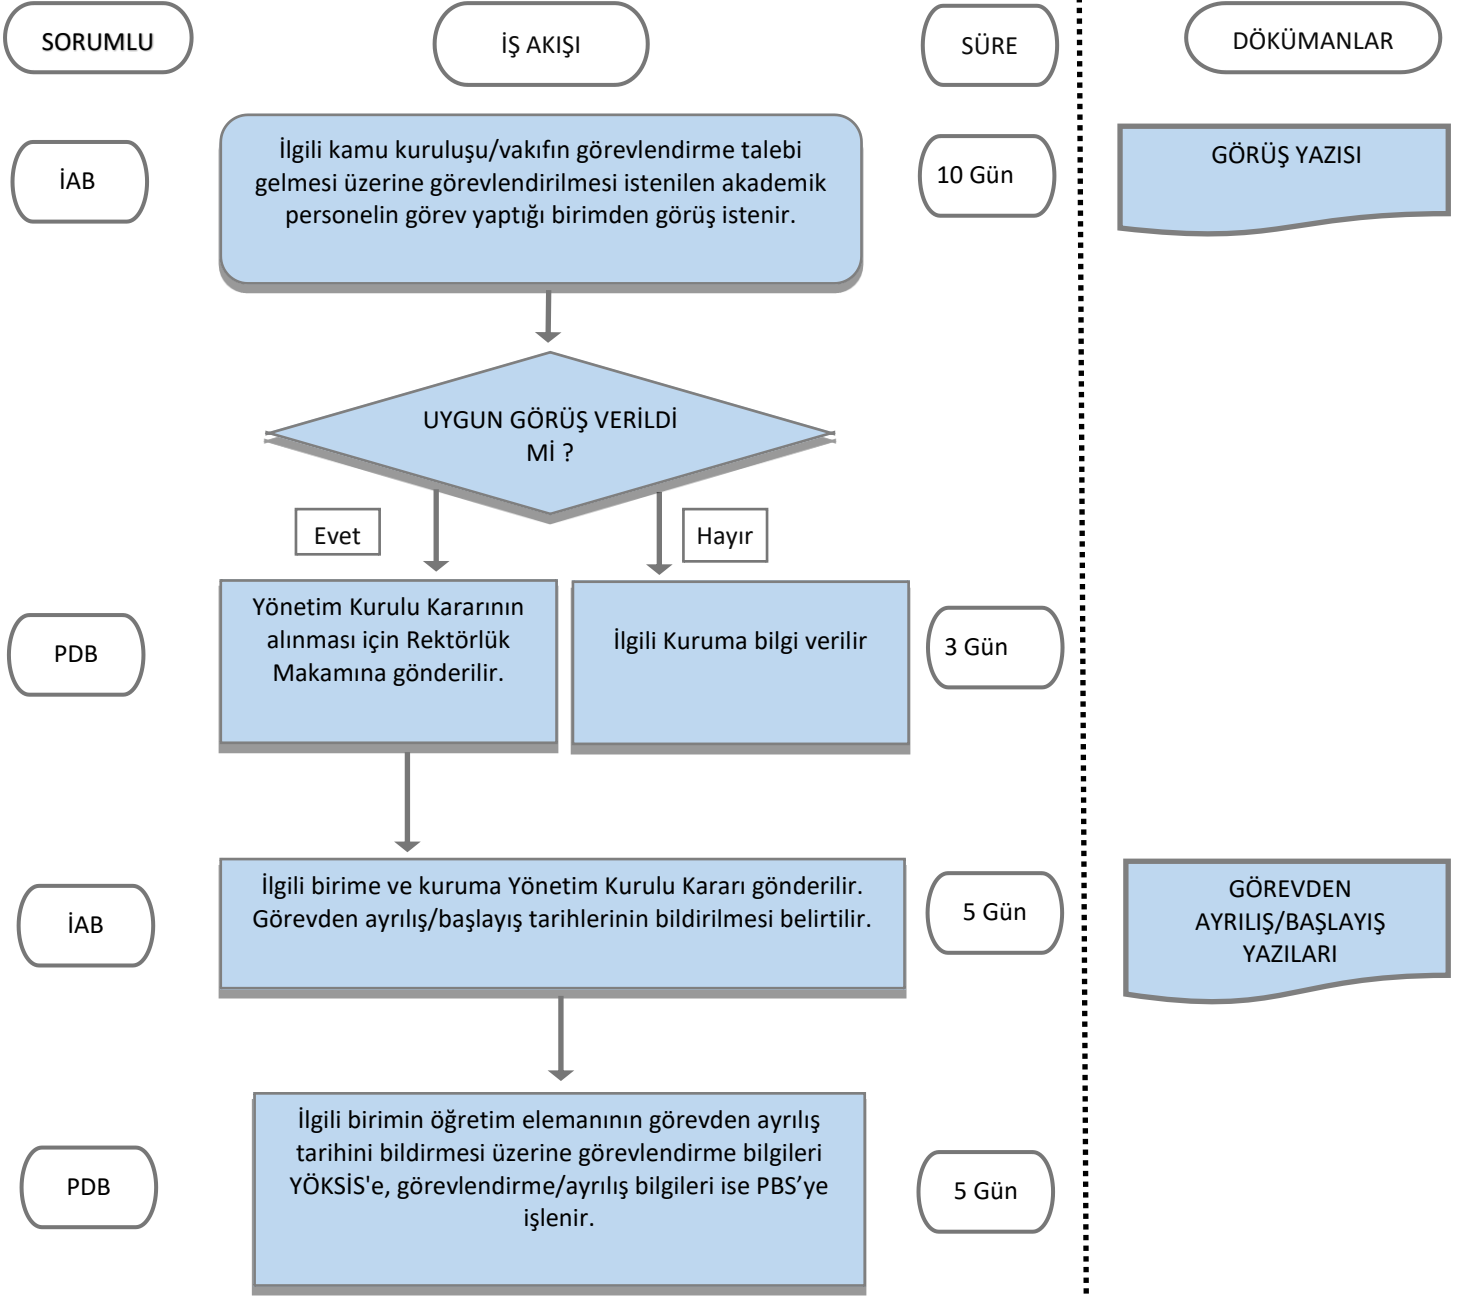 SORUMLU
İŞ AKIŞI
SÜRE
DÖKÜMANLAR
İAB
İlgili kamu kuruluşu/vakıfın görevlendirme talebi
gelmesi üzerine görevlendirilmesi istenilen akademik
personelin görev yaptığı birimden görüş istenir.
10 Gün
GÖRÜŞ YAZISI
UYGUN GÖRÜŞ VERİLDİ
Mİ ?
Evet
Hayır
PDB
Yönetim Kurulu Kararının
alınması için Rektörlük
Makamına gönderilir.
İlgili Kuruma bilgi verilir
3 Gün
İAB
İlgili birime ve kuruma Yönetim Kurulu Kararı gönderilir.
Görevden ayrılış/başlayış tarihlerinin bildirilmesi belirtilir.
5 Gün
GÖREVDEN
AYRILIŞ/BAŞLAYIŞ
YAZILARI
PDB
İlgili birimin öğretim elemanının görevden ayrılış
tarihini bildirmesi üzerine görevlendirme bilgileri
YÖKSİS'e, görevlendirme/ayrılış bilgileri ise PBS’ye
işlenir.
5 Gün